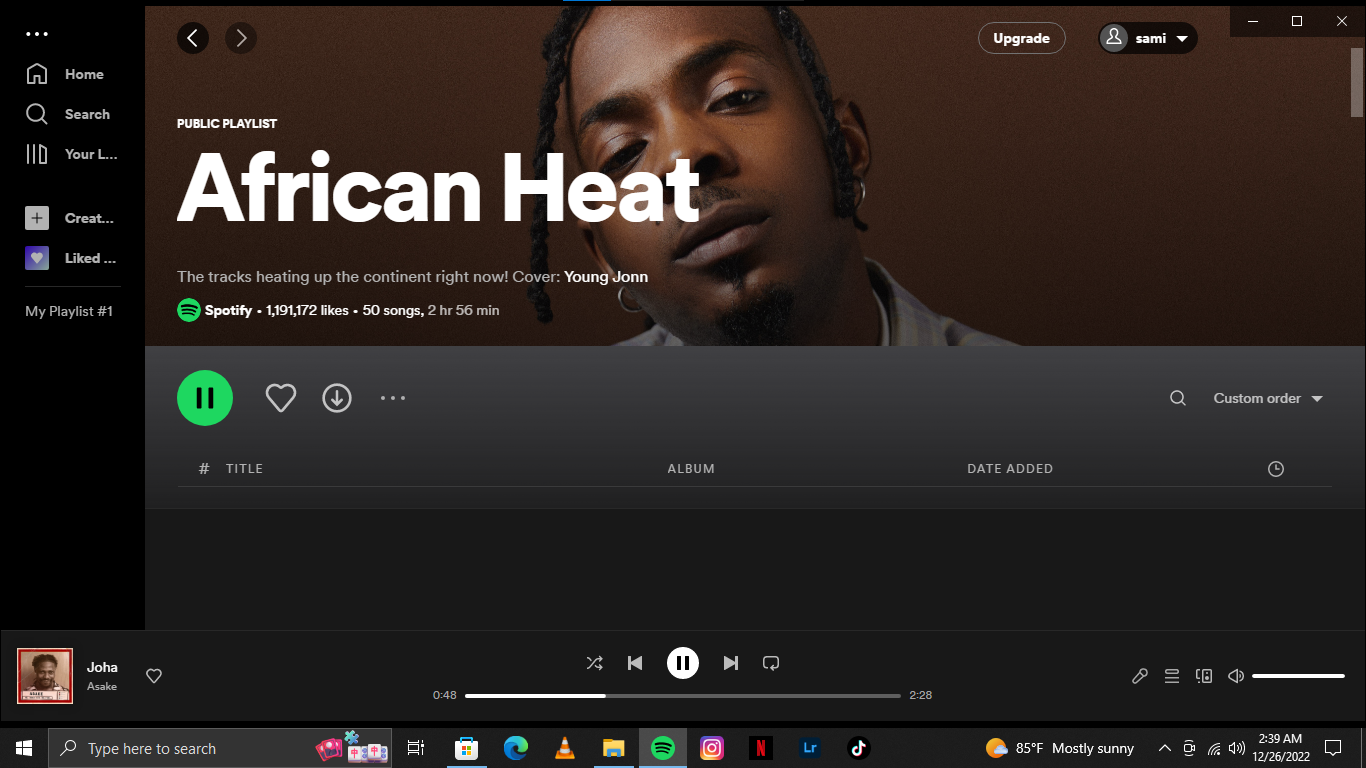 Home
Search
Your L...
Creat...
Liked ...
My Playlist #1
Upgrade
sami
PUBLIC PLAYLIST
African Heat
The tracks heating up the continent right now! Cover: Young Jonn
Spotify • 1,191,172 likes • 50 songs, 2 hr 56 min
Custom order
# TITLE ALBUM DATE ADDED
Joha
Asake
0:48
2:28
Type here to search
N
Lr
85°F Mostly sunny
2:39 AM
12/26/2022